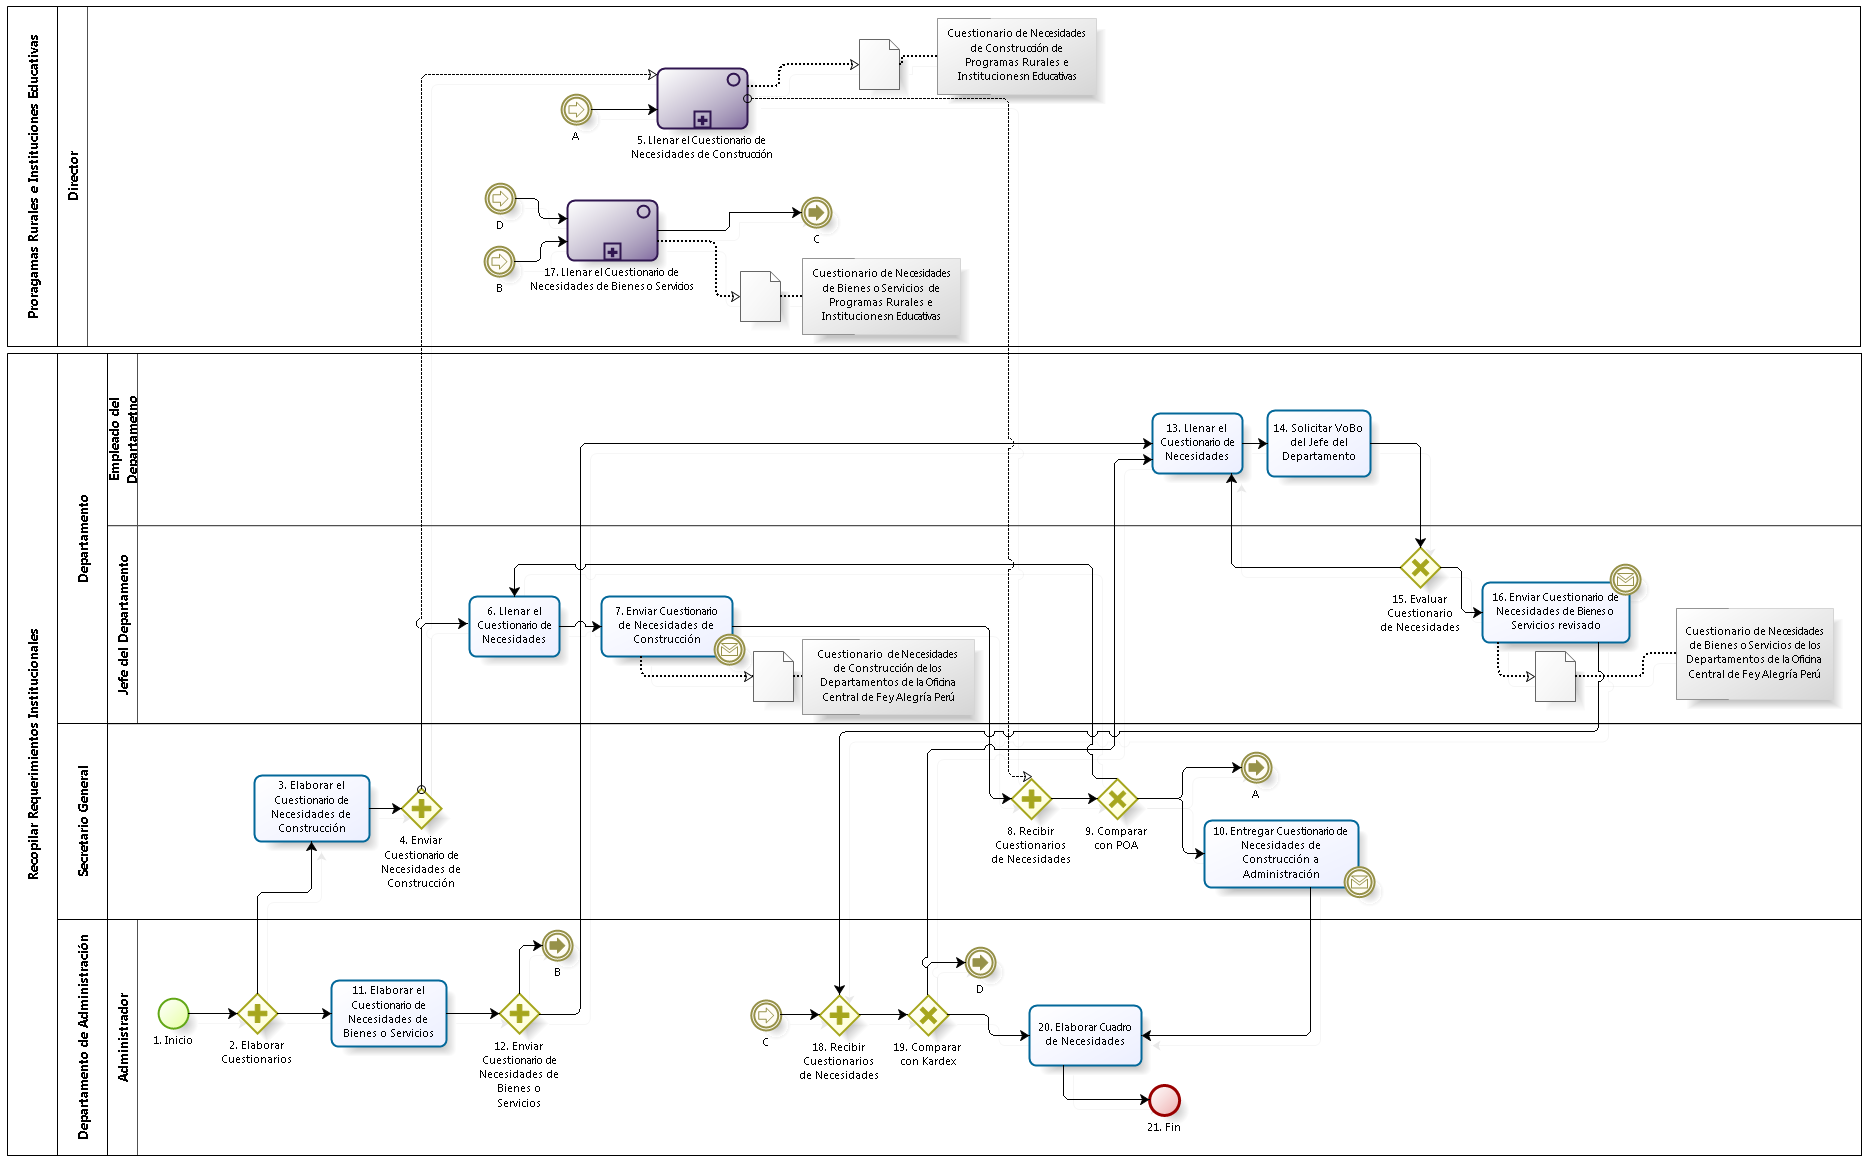 Proragamas Rurales e Instituciones Educativas
Director
Cuestionario de Necesidades
de Construcción de
Programas Rurales e
Institucionesn Educativas
A
5. Llenar el Cuestionario de
Necesidades de Construcción
D
B
17. Llenar el Cuestionario de
Necesidades de Bienes o Servicios
C
Cuestionario de Necesidades
de Bienes o Servicios de
Programas Rurales e
Institucionesn Educativas
Recopilar Requerimientos Institucionales
Departamento
Empleado del
Departametno
13. Llenar el
Cuestionario de
Necesidades
14. Solicitar VoBo
del Jefe del
Departamento
Jefe del Departamento
6. Llenar el
Cuestionario de
Necesidades
7. Enviar Cuestionario
de Necesidades de
Construcción
Cuestionario de Necesidades
de Construcción de los
Departamentos de la Oficina
Central de Fe y Alegría Perú
15. Evaluar
Cuestionario
de Necesidades
16. Enviar Cuestionario de
Necesidades de Bienes o
Servicios revisado
Cuestionario de Necesidades
de Bienes o Servicios de los
Departamentos de la Oficina
Central de Fe y Alegría Perú
Secretario General
3. Elaborar el
Cuestionario de
Necesidades de
Construcción
4. Enviar
Cuestionario de
Necesidades de
Construcción
8. Recibir
Cuestionarios
de Necesidades
9. Comparar
con POA
A
10. Entregar Cuestionario de
Necesidades de
Construcción a
Administración
Departamento de Administración
Administrador
1. Inicio
2. Elaborar
Cuestionarios
11. Elaborar el
Cuestionario de
Necesidades de
Bienes o Servicios
12. Enviar
Cuestionario de
Necesidades de
Bienes o
Servicios
B
C
18. Recibir
Cuestionarios
de Necesidades
19. Comparar
con Kardex
D
20. Elaborar Cuadro
de Necesidades
21. Fin